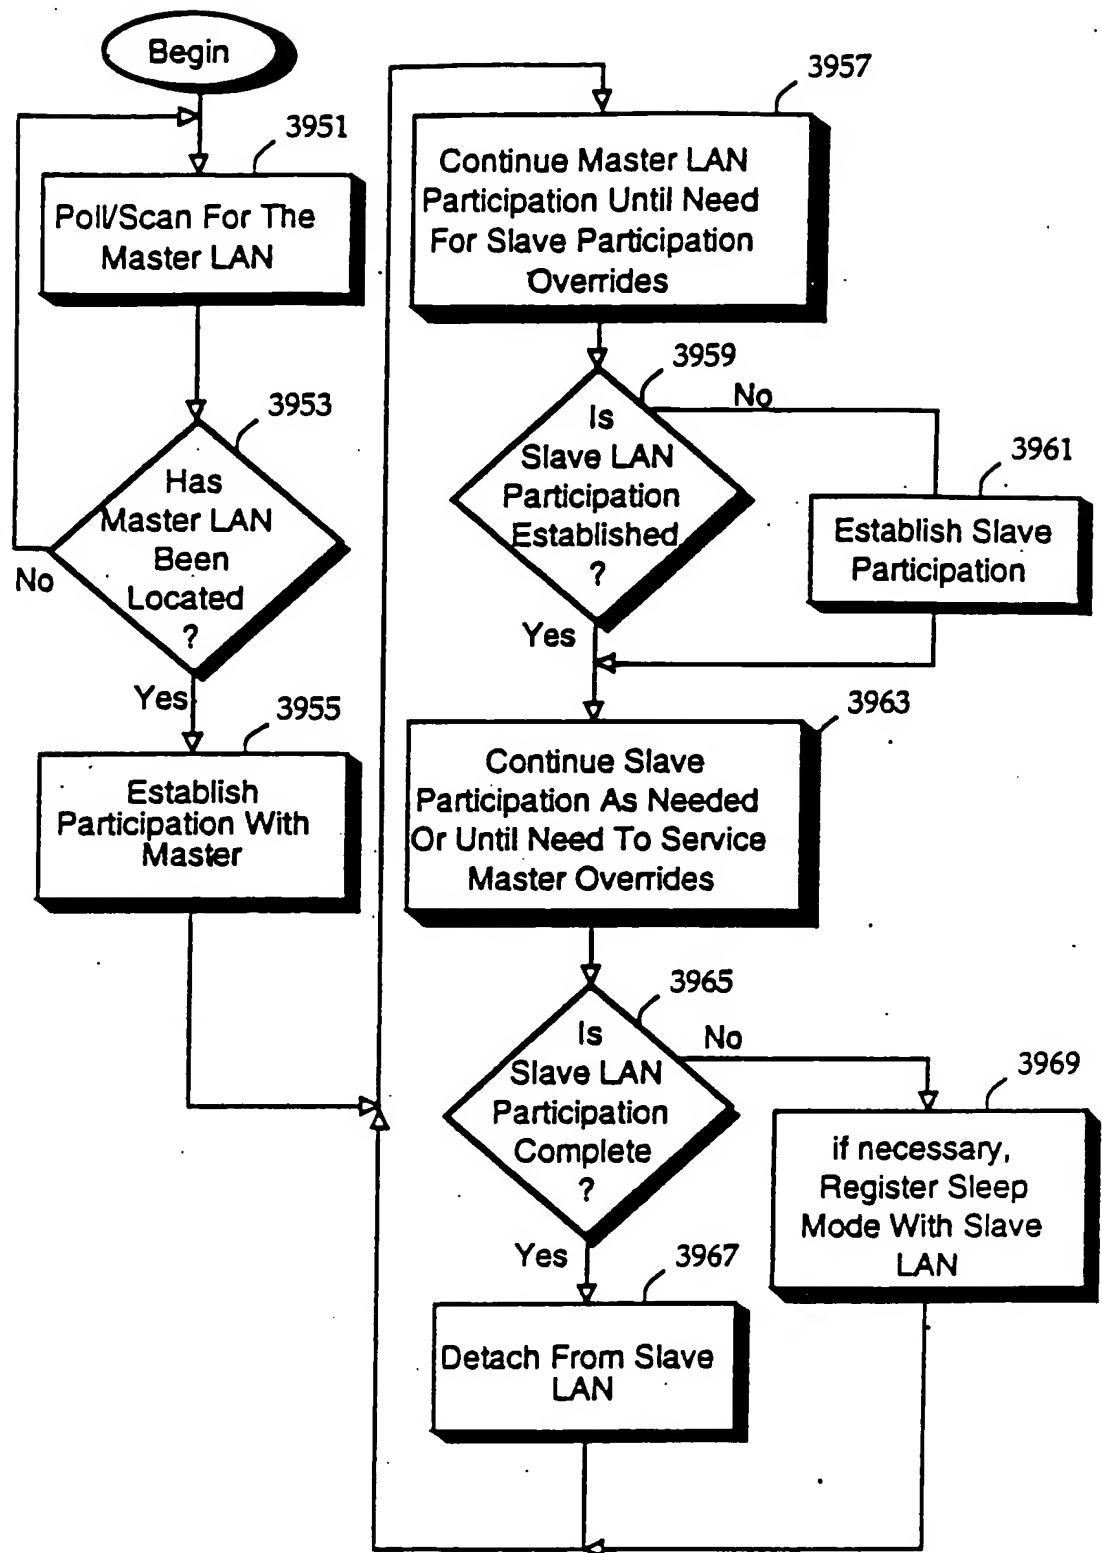 Begin
3951
Poll/Scan For The
Master LAN
3953
Has
Master LAN
Been
Located
?
No
Yes
3955
Establish
Participation With
Master
3957
Continue Master LAN
Participation Until Need
For Slave Participation
Overrides
3959
Is
Slave LAN
Participation
Established
?
No
Yes
3961
Establish Slave
Participation
3963
Continue Slave
Participation As Needed
Or Until Need To Service
Master Overrides
3965
Is
Slave LAN
Participation
Complete
?
No
Yes
3967
Detach From Slave
LAN
3969
if necessary,
Register Sleep
Mode With Slave
LAN